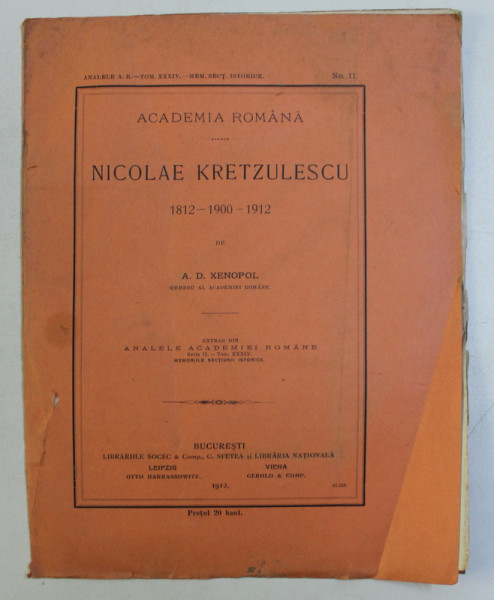 ANALELE A. R.—TOM. XXXIV.—MEM. SECȚ. ISTORICE. No. 11.
ACADEMIA ROMÂNĂ
NICOLAE KRETZULESCU
1812—1900—1912
DE
A. D. XENOPOL
MEMBRU AL ACADEMIEI ROMÂNE.
EXTRAS DIN
ANALELE ACADEMIEI ROMÂNE
Seria II. — Tom. XXXIV.
MEMORIILE SECȚIUNII ISTORICE.
BUCUREȘTI
LIBRĂRIILE SOCEC & Comp., C. SFETEA și LIBRĂRIA NAȚIONALĂ
LEIPZIG VIENA
OTTO HARRASSOWITZ. GEROLD & COMP.
1912.
Prețul 20 bani.